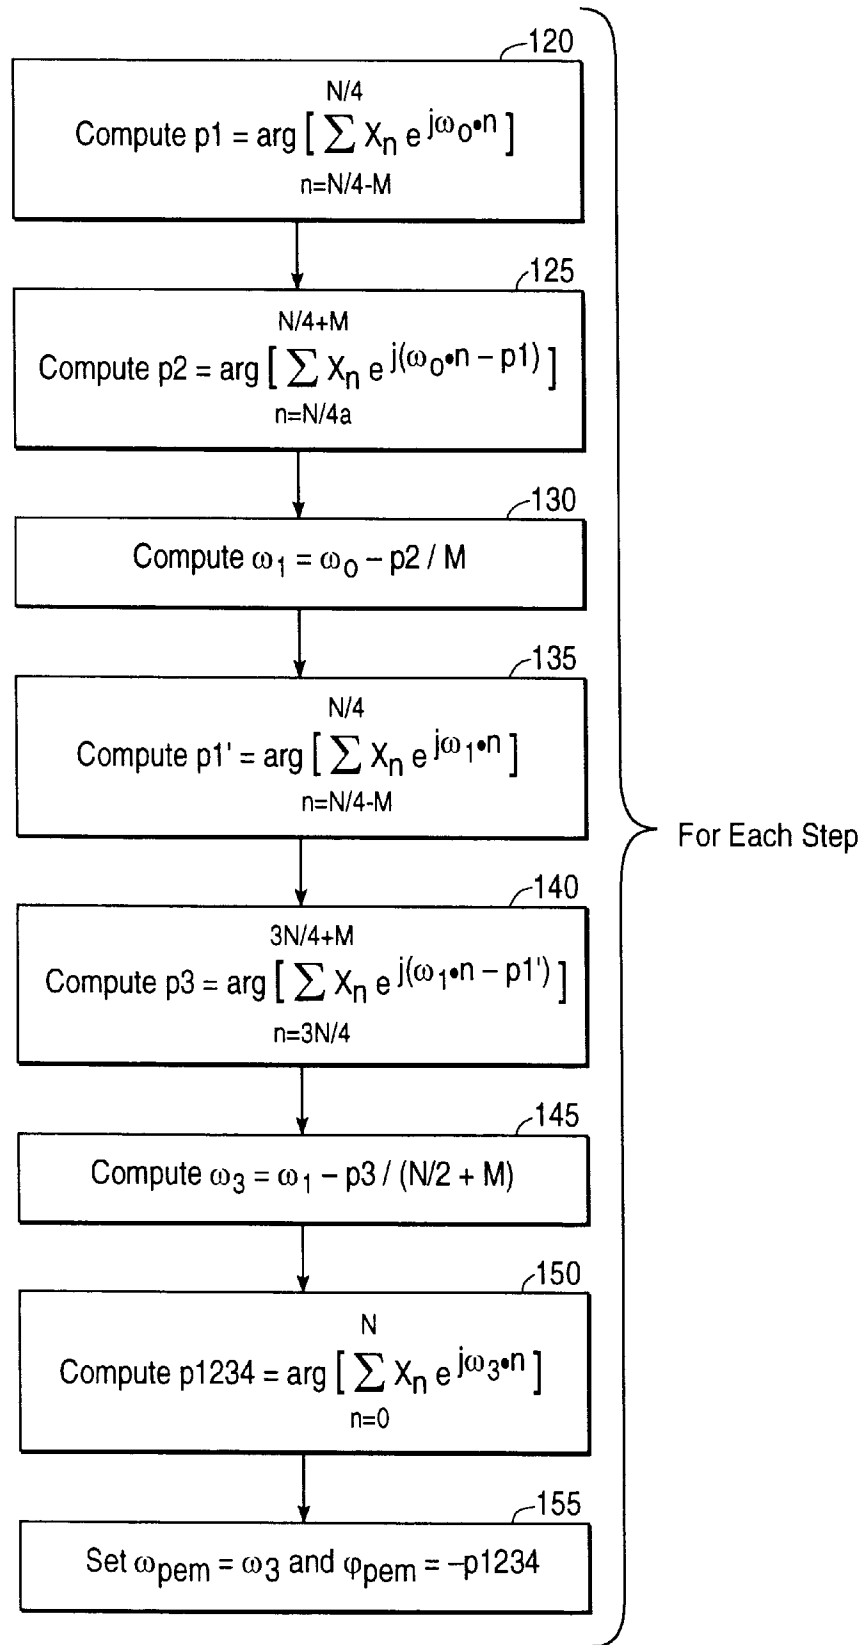 120
N/4
Compute p1 = arg [ ∑ Xn e jω0•n ]
n=N/4-M
125
N/4+M
Compute p2 = arg [ ∑ Xn e j(ω0•n – p1) ]
n=N/4a
130
Compute ω1 = ω0 – p2 / M
135
N/4
Compute p1' = arg [ ∑ Xn e jω1•n ]
n=N/4-M
For Each Step
140
3N/4+M
Compute p3 = arg [ ∑ Xn e j(ω1•n – p1') ]
n=3N/4
145
Compute ω3 = ω1 – p3 / (N/2 + M)
150
N
Compute p1234 = arg [ ∑ Xn e jω3•n ]
n=0
155
Set ωpem = ω3 and φpem = –p1234